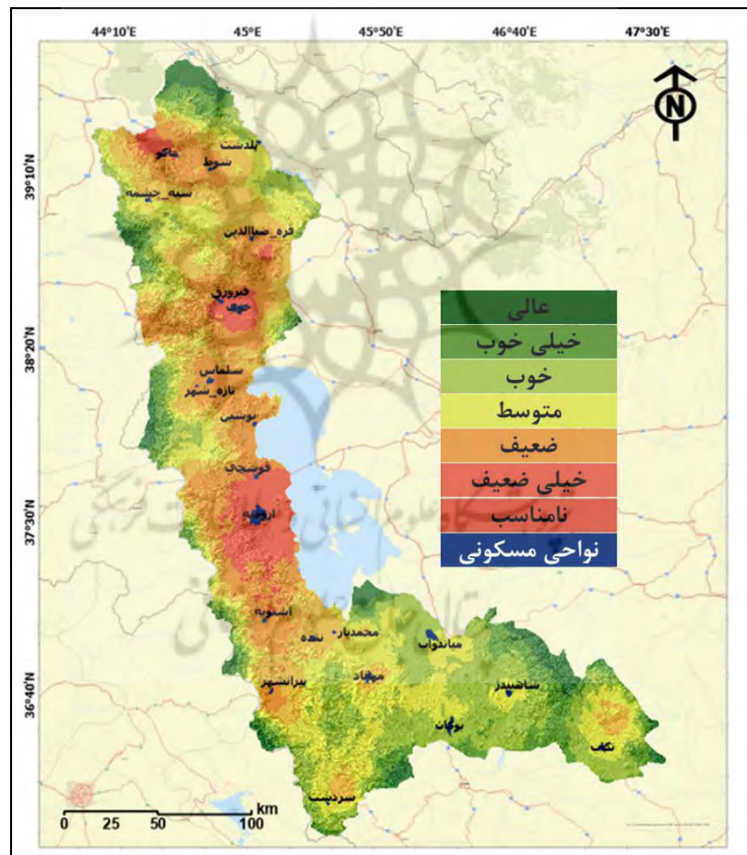 44°10'E 45°E 45°50'E 46°40'E 47°30'E
N
39°10'N
38°20'N
37°30'N
36°40'N
پلدشت
ماکو
شوط
سیه_چشمه
قره_ضیاالدین
فیرورق
خوی
سلماس
تازه_شهر
قوشچی
ارومیه
اشنویه
نقده
محمدیار
میاندوآب
پیرانشهر
مهاباد
شاهیندژ
بوکان
تکاب
سردشت
عالی
خیلی خوب
خوب
متوسط
ضعیف
خیلی ضعیف
نامناسب
نواحی مسکونی
km
0 25 50 100